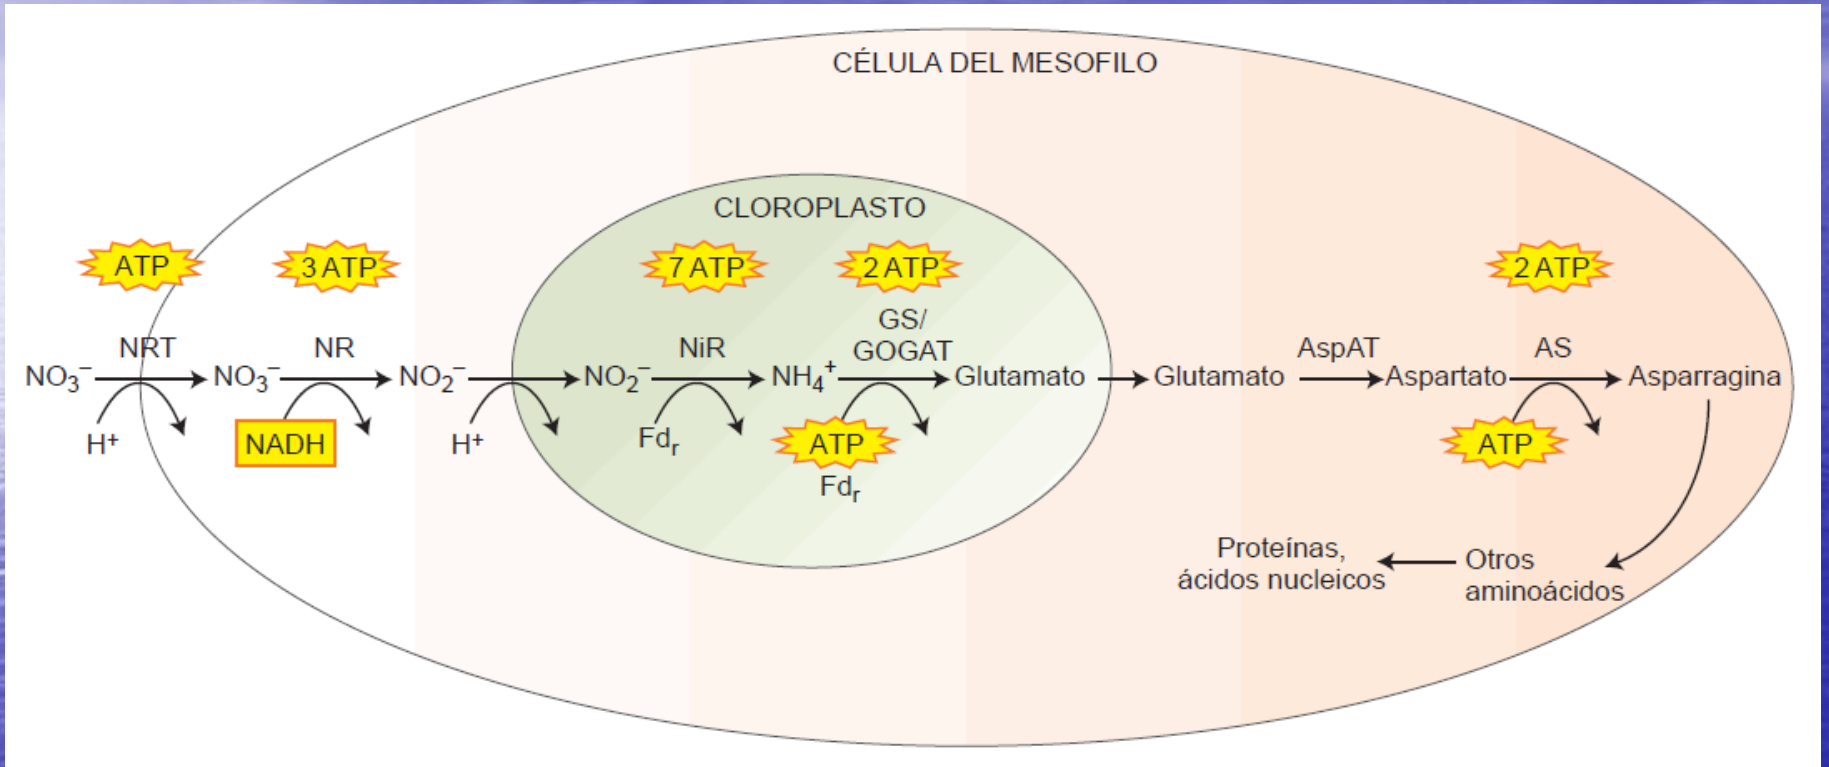 CÉLULA DEL MESOFILO
CLOROPLASTO
ATP
3 ATP
7 ATP
2 ATP
2 ATP
NRT
NR
NiR
GS/
GOGAT
AspAT
AS
NO₃⁻
NO₃⁻
NO₂⁻
NO₂⁻
NH₄⁺
Glutamato
Glutamato
Aspartato
Asparragina
H⁺
NADH
H⁺
Fdᵣ
ATP
Fdᵣ
ATP
Proteínas,
ácidos nucleicos
Otros
aminoácidos